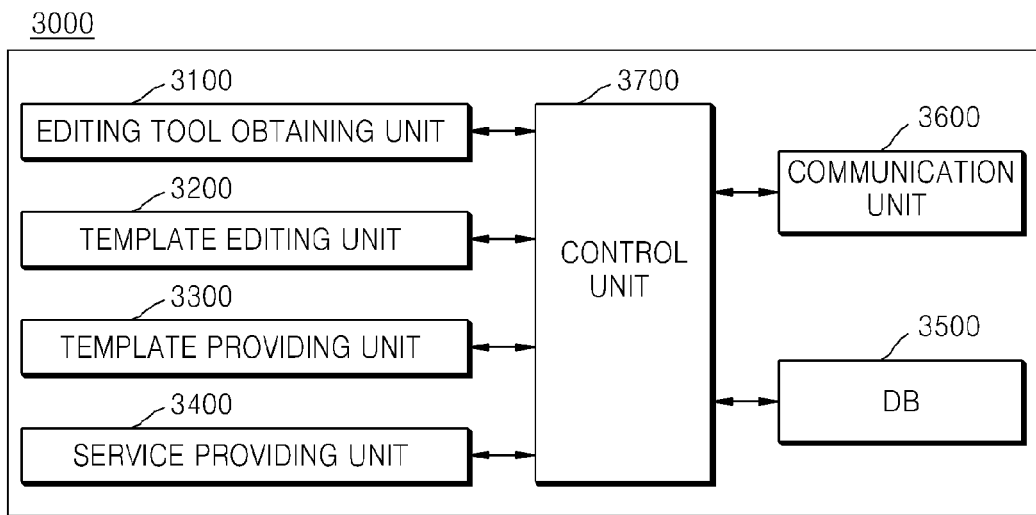 3000
3100
EDITING TOOL OBTAINING UNIT
3200
TEMPLATE EDITING UNIT
3300
TEMPLATE PROVIDING UNIT
3400
SERVICE PROVIDING UNIT
3700
CONTROL
UNIT
3600
COMMUNICATION
UNIT
3500
DB